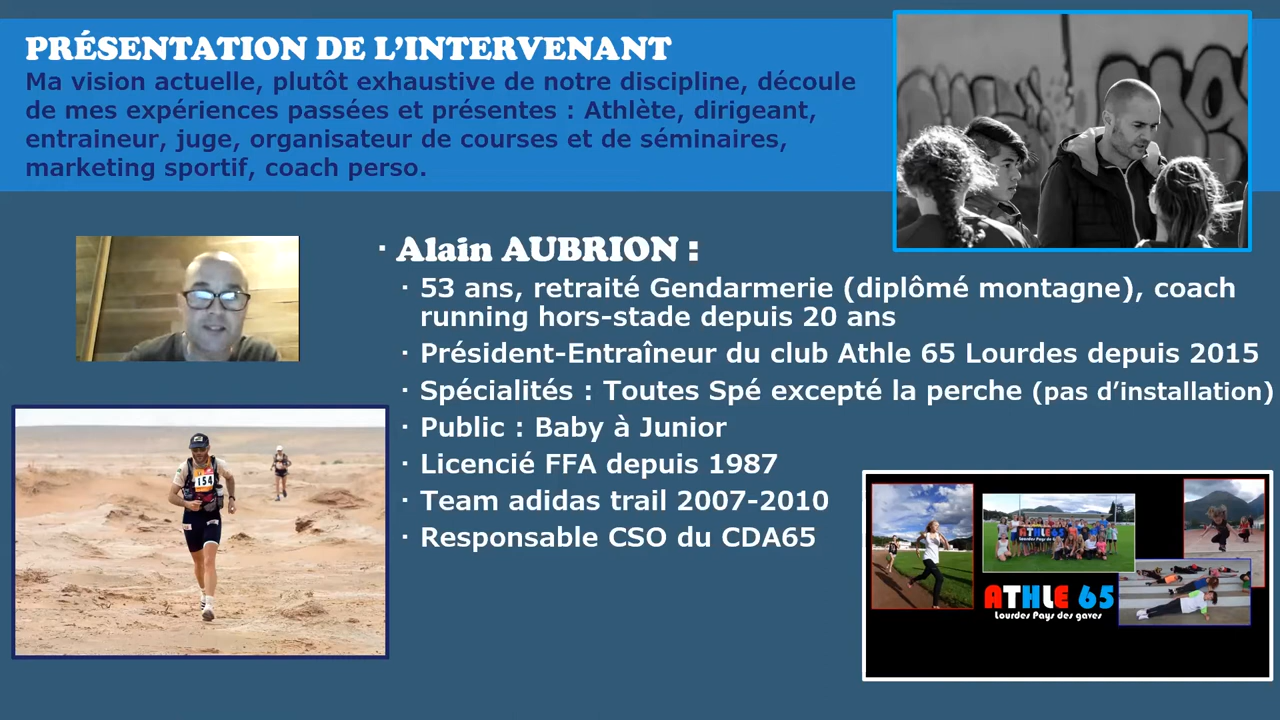 PRÉSENTATION DE L’INTERVENANT
Ma vision actuelle, plutôt exhaustive de notre discipline, découle
de mes expériences passées et présentes : Athlète, dirigeant,
entraineur, juge, organisateur de courses et de séminaires,
marketing sportif, coach perso.
· Alain AUBRION :
· 53 ans, retraité Gendarmerie (diplômé montagne), coach
running hors-stade depuis 20 ans
· Président-Entraîneur du club Athle 65 Lourdes depuis 2015
· Spécialités : Toutes Spé excepté la perche (pas d’installation)
· Public : Baby à Junior
· Licencié FFA depuis 1987
· Team adidas trail 2007-2010
· Responsable CSO du CDA65
154
ATHLE 65
Lourdes Pays des gaves